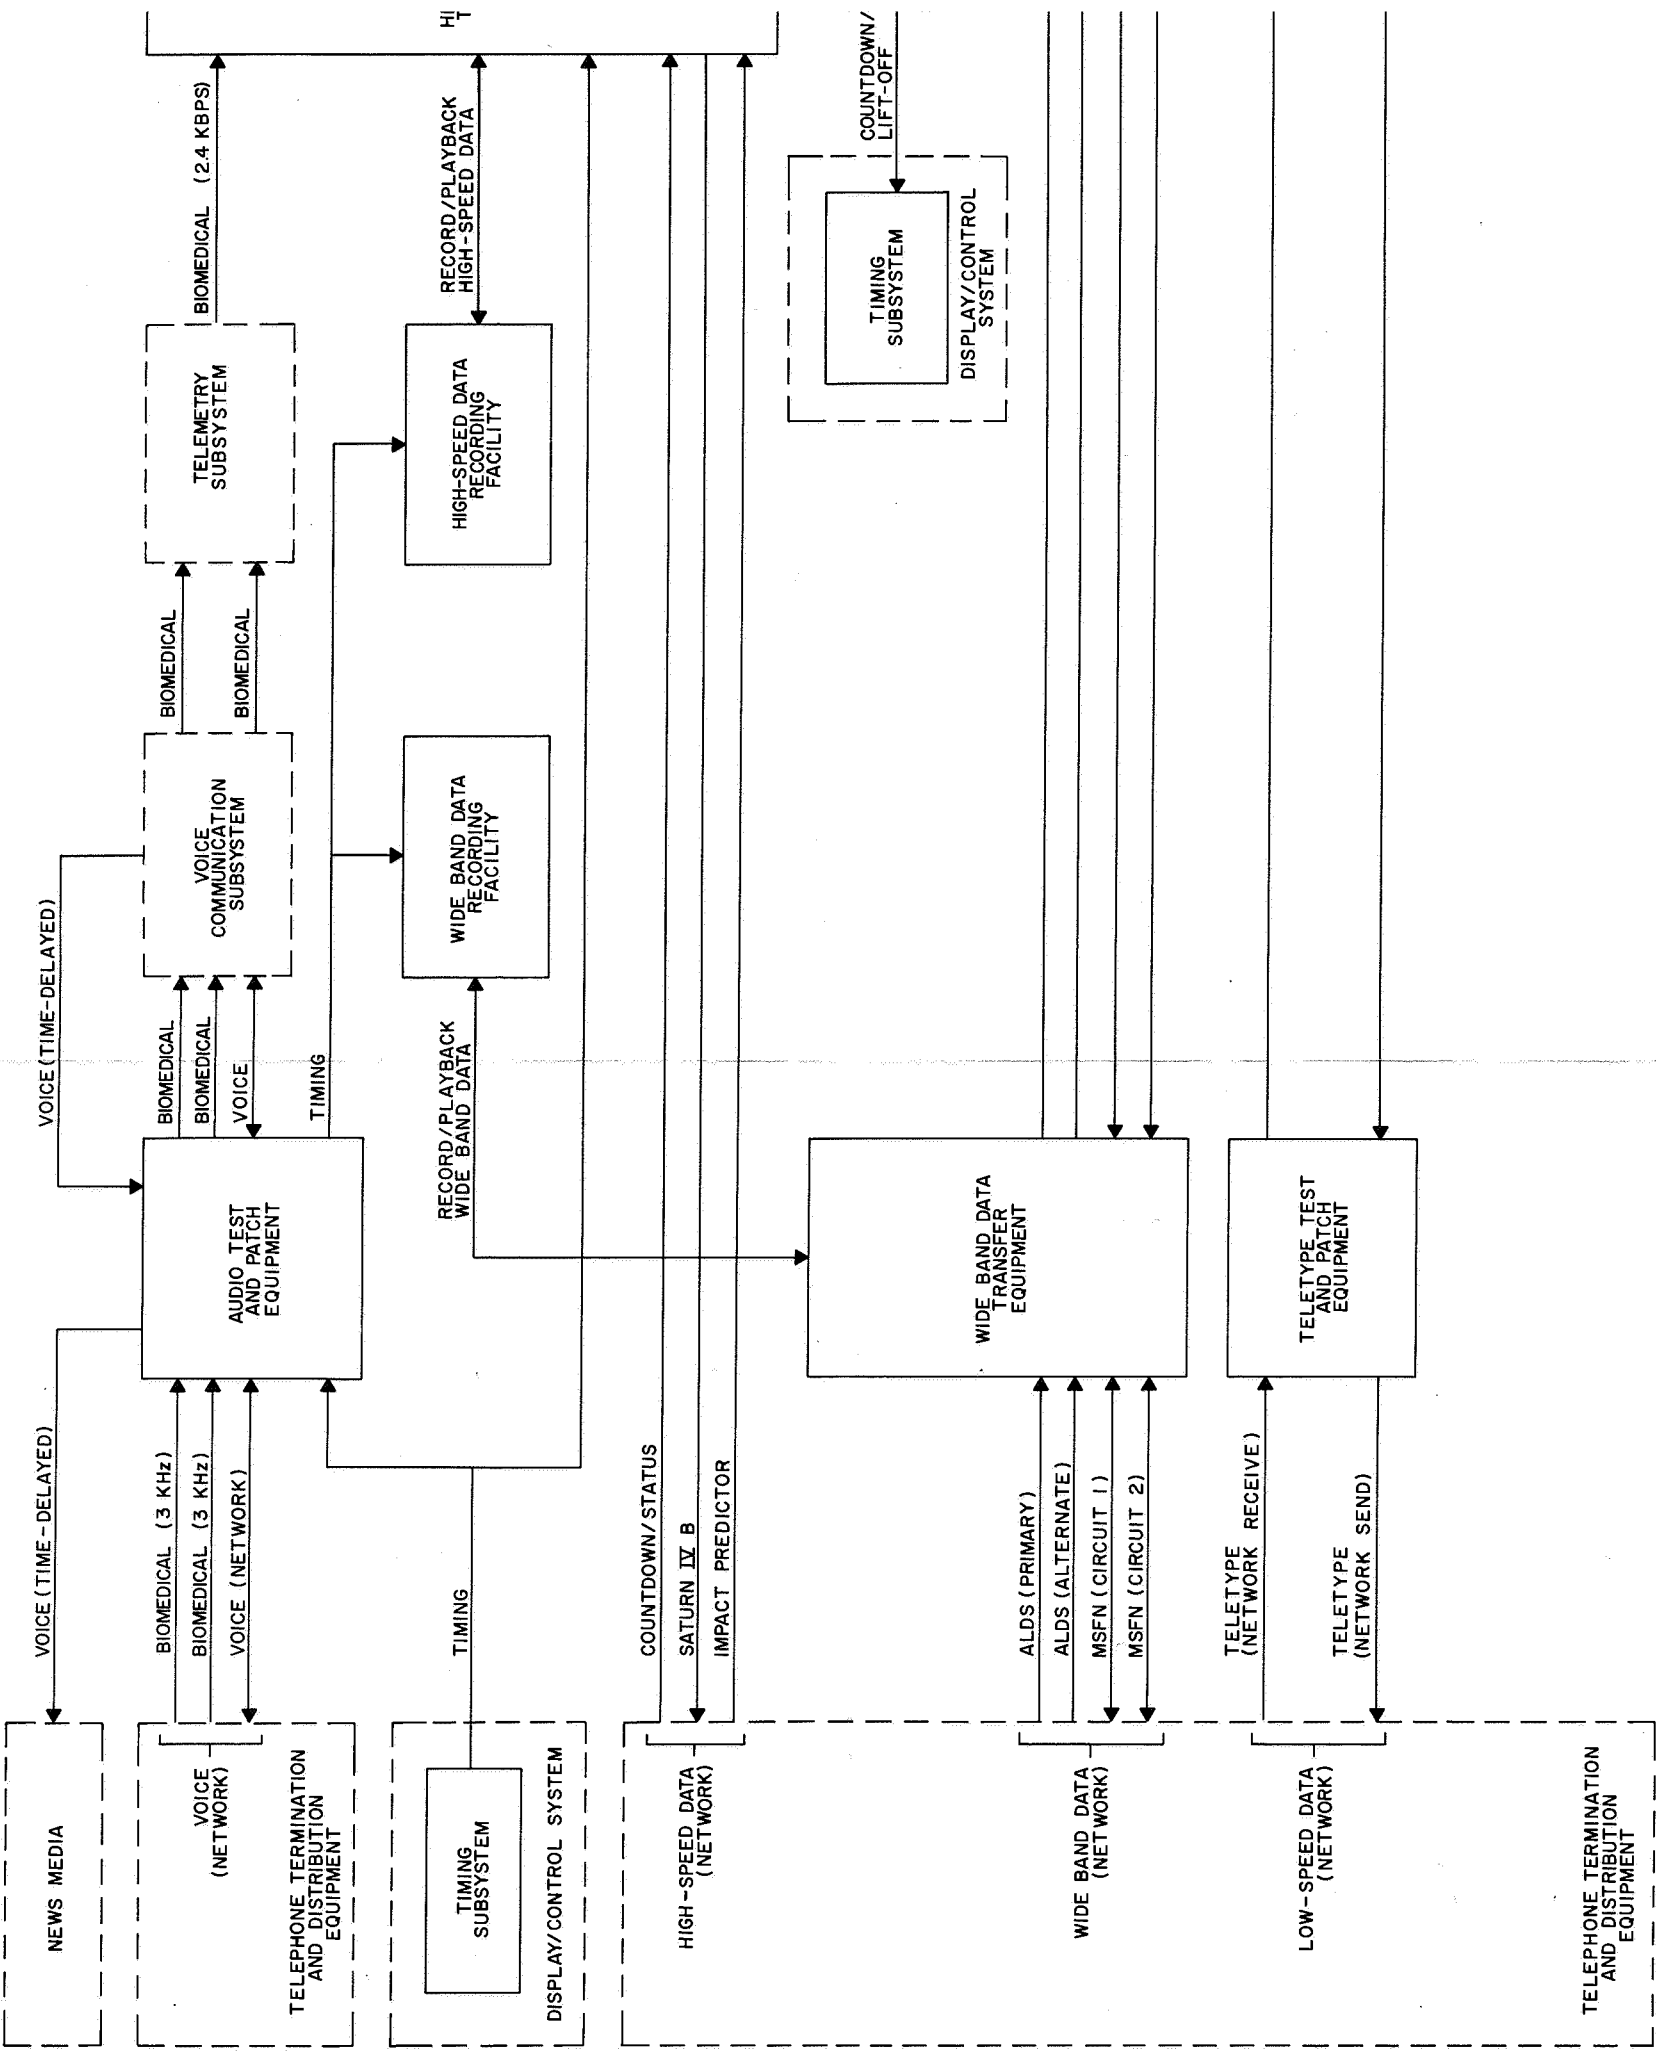 NEWS MEDIA
VOICE (TIME-DELAYED)
VOICE (TIME-DELAYED)
VOICE
(NETWORK)
TELEPHONE TERMINATION
AND DISTRIBUTION
EQUIPMENT
BIOMEDICAL (3 KHz)
BIOMEDICAL (3 KHz)
VOICE (NETWORK)
AUDIO TEST
AND PATCH
EQUIPMENT
BIOMEDICAL
BIOMEDICAL
VOICE
TIMING
VOICE
COMMUNICATION
SUBSYSTEM
BIOMEDICAL
BIOMEDICAL
TELEMETRY
SUBSYSTEM
BIOMEDICAL (2.4 KBPS)
TIMING
SUBSYSTEM
DISPLAY/CONTROL SYSTEM
TIMING
RECORD/PLAYBACK
WIDE BAND DATA
WIDE BAND DATA
RECORDING
FACILITY
HIGH-SPEED DATA
RECORDING
FACILITY
RECORD/PLAYBACK
HIGH-SPEED DATA
HI
T
HIGH-SPEED DATA
(NETWORK)
COUNTDOWN/STATUS
SATURN IV B
IMPACT PREDICTOR
TIMING
SUBSYSTEM
DISPLAY/CONTROL
SYSTEM
COUNTDOWN/
LIFT-OFF
WIDE BAND DATA
(NETWORK)
ALDS (PRIMARY)
ALDS (ALTERNATE)
MSFN (CIRCUIT 1)
MSFN (CIRCUIT 2)
WIDE BAND DATA
TRANSFER
EQUIPMENT
LOW-SPEED DATA
(NETWORK)
TELETYPE
(NETWORK RECEIVE)
TELETYPE
(NETWORK SEND)
TELETYPE TEST
AND PATCH
EQUIPMENT
TELEPHONE TERMINATION
AND DISTRIBUTION
EQUIPMENT